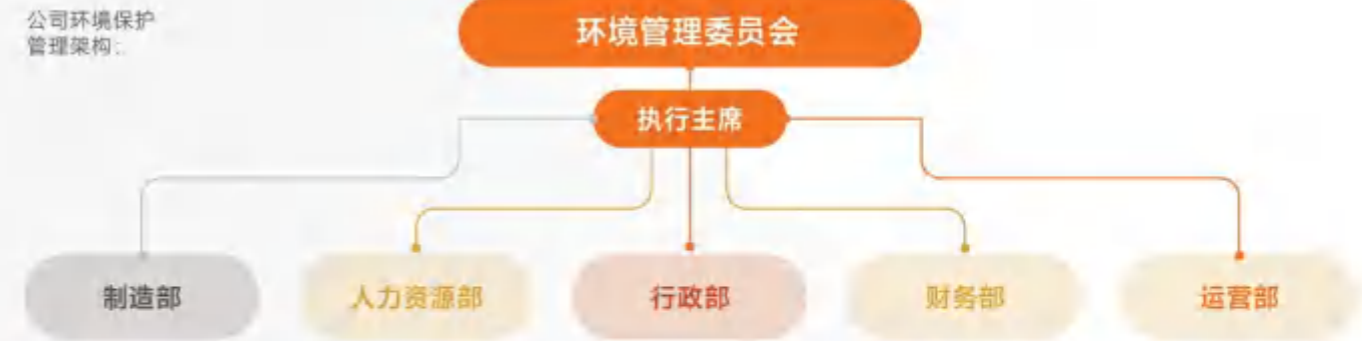 公司环境保护
管理架构:
环境管理委员会
执行主席
制造部
人力资源部
行政部
财务部
运营部